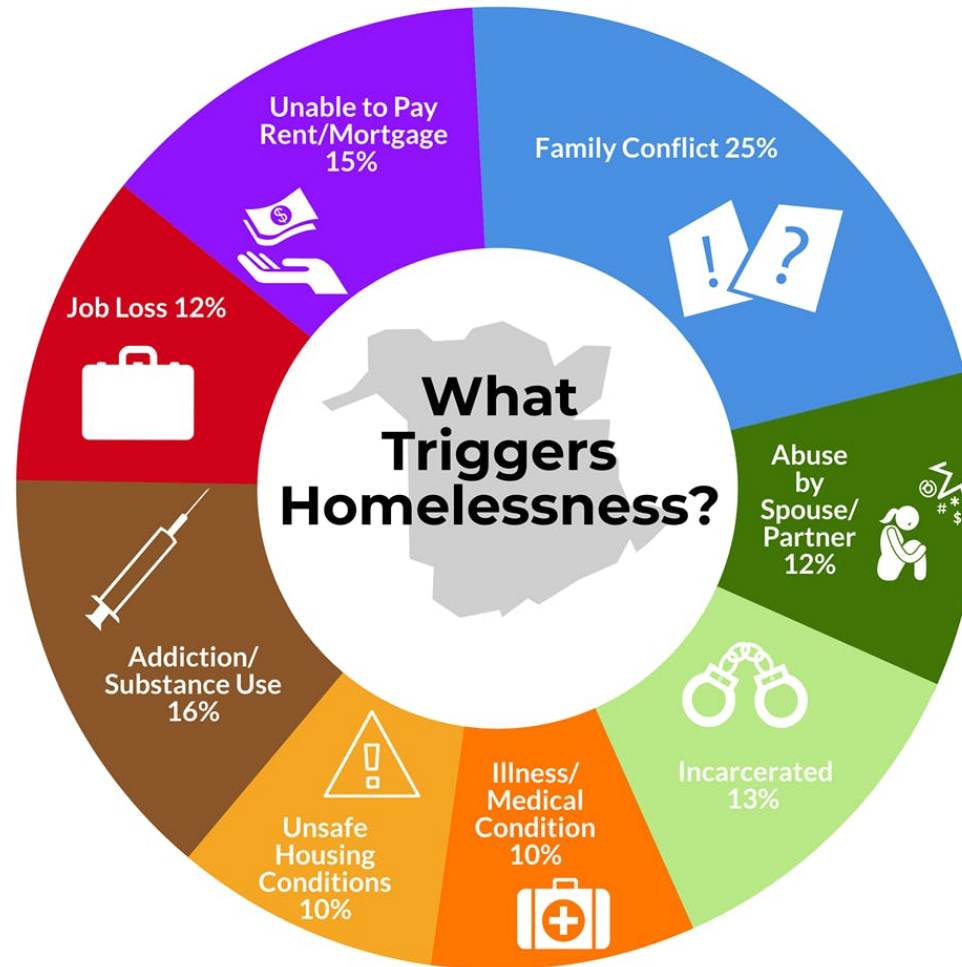 What
Triggers
Homelessness?
Family Conflict 25%
Abuse
by
Spouse/
Partner
12%
Incarcerated
13%
Illness/
Medical
Condition
10%
Unsafe
Housing
Conditions
10%
Addiction/
Substance Use
16%
Job Loss 12%
Unable to Pay
Rent/Mortgage
15%